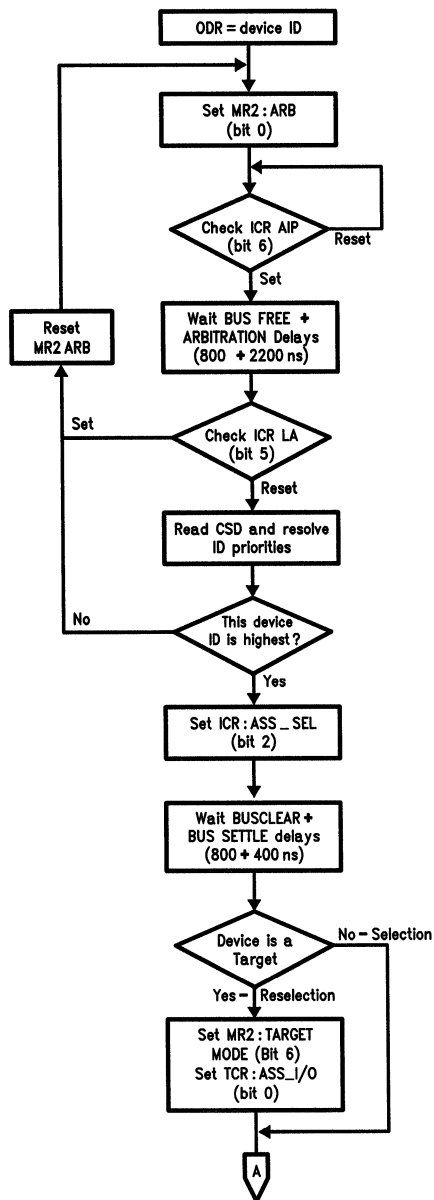 ODR = device ID
Set MR2 : ARB
(bit 0)
Check ICR AIP
(bit 6)
Reset
Set
Wait BUS FREE +
ARBITRATION Delays
(800 + 2200 ns)
Reset
MR2 ARB
Set
Check ICR LA
(bit 5)
Reset
Read CSD and resolve
ID priorities
No
This device
ID is highest?
Yes
Set ICR : ASS_SEL
(bit 2)
Wait BUSCLEAR +
BUS SETTLE delays
(800 + 400 ns)
Device is a
Target
No - Selection
Yes - Reselection
Set MR2 : TARGET
MODE (Bit 6)
Set TCR : ASS_I/O
(bit 0)
A